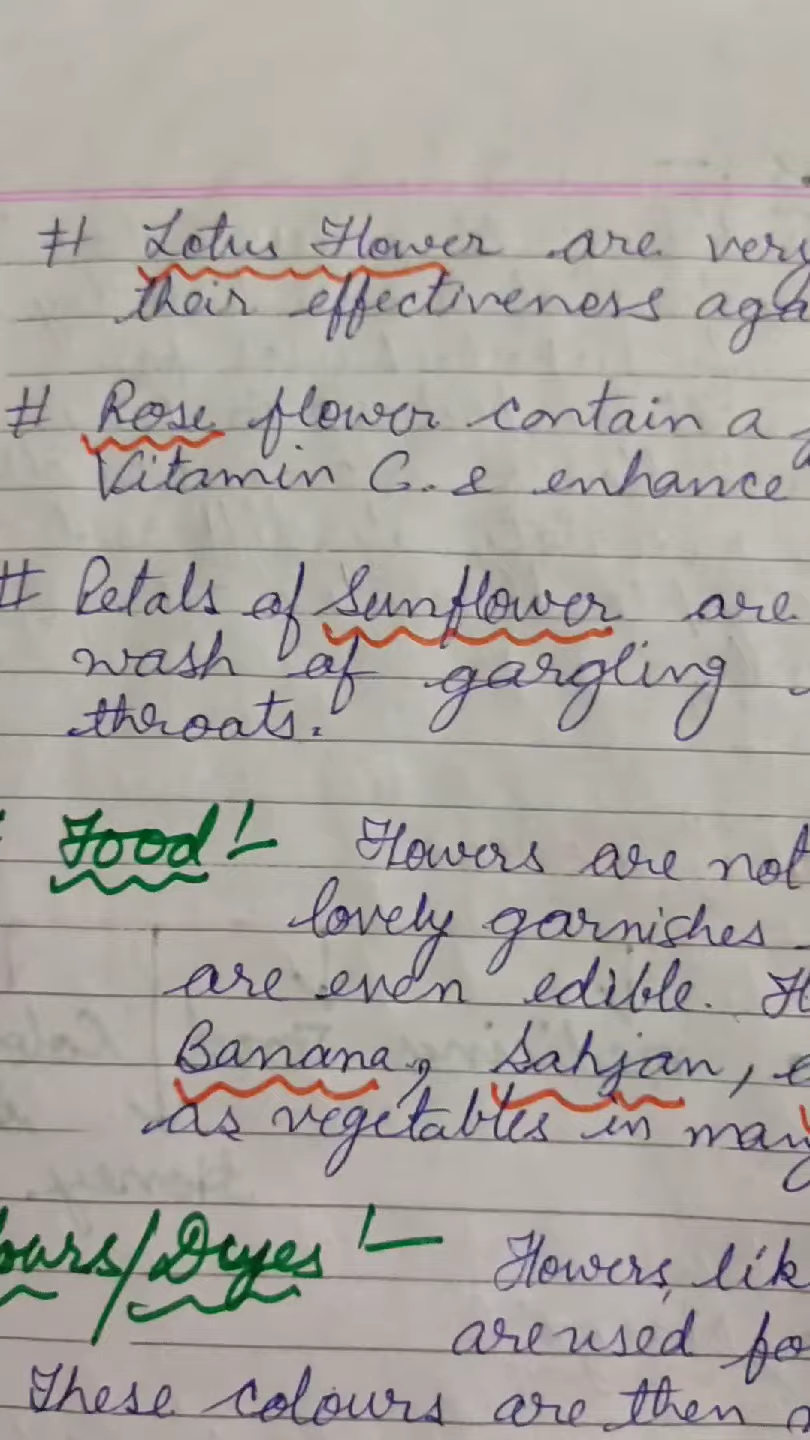 # Lotus Flower are very
their effectiveness aga
# Rose flower contain a
Vitamin C. & enhance
# Petals of Sunflower are
wash of gargling
throats.
Food :- Flowers are not
lovely garnishes
are even edible. Fl
Banana, Sahjan, e
as vegetables in many
ours/Dyes :- Flowers, lik
are used fo
These colours are then